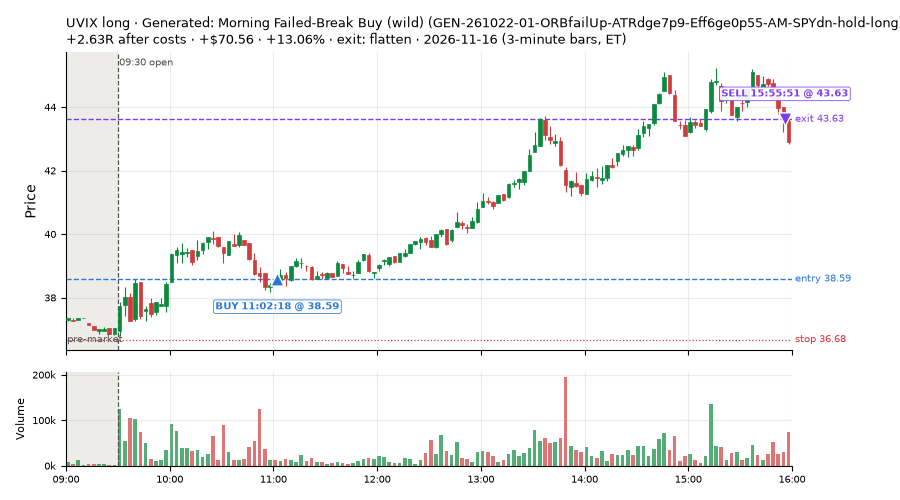 UVIX long · Generated: Morning Failed-Break Buy (wild) (GEN-261022-01-ORBfailUp-ATRdge7p9-Eff6ge0p55-AM-SPYdn-hold-long)
+2.63R after costs · +$70.56 · +13.06% · exit: flatten · 2026-11-16 (3-minute bars, ET)
09:30 open
SELL 15:55:51 @ 43.63
exit 43.63
entry 38.59
BUY 11:02:18 @ 38.59
pre-market
stop 36.68
Price
44
42
40
38
Volume
200k
100k
0k
09:00 10:00 11:00 12:00 13:00 14:00 15:00 16:00